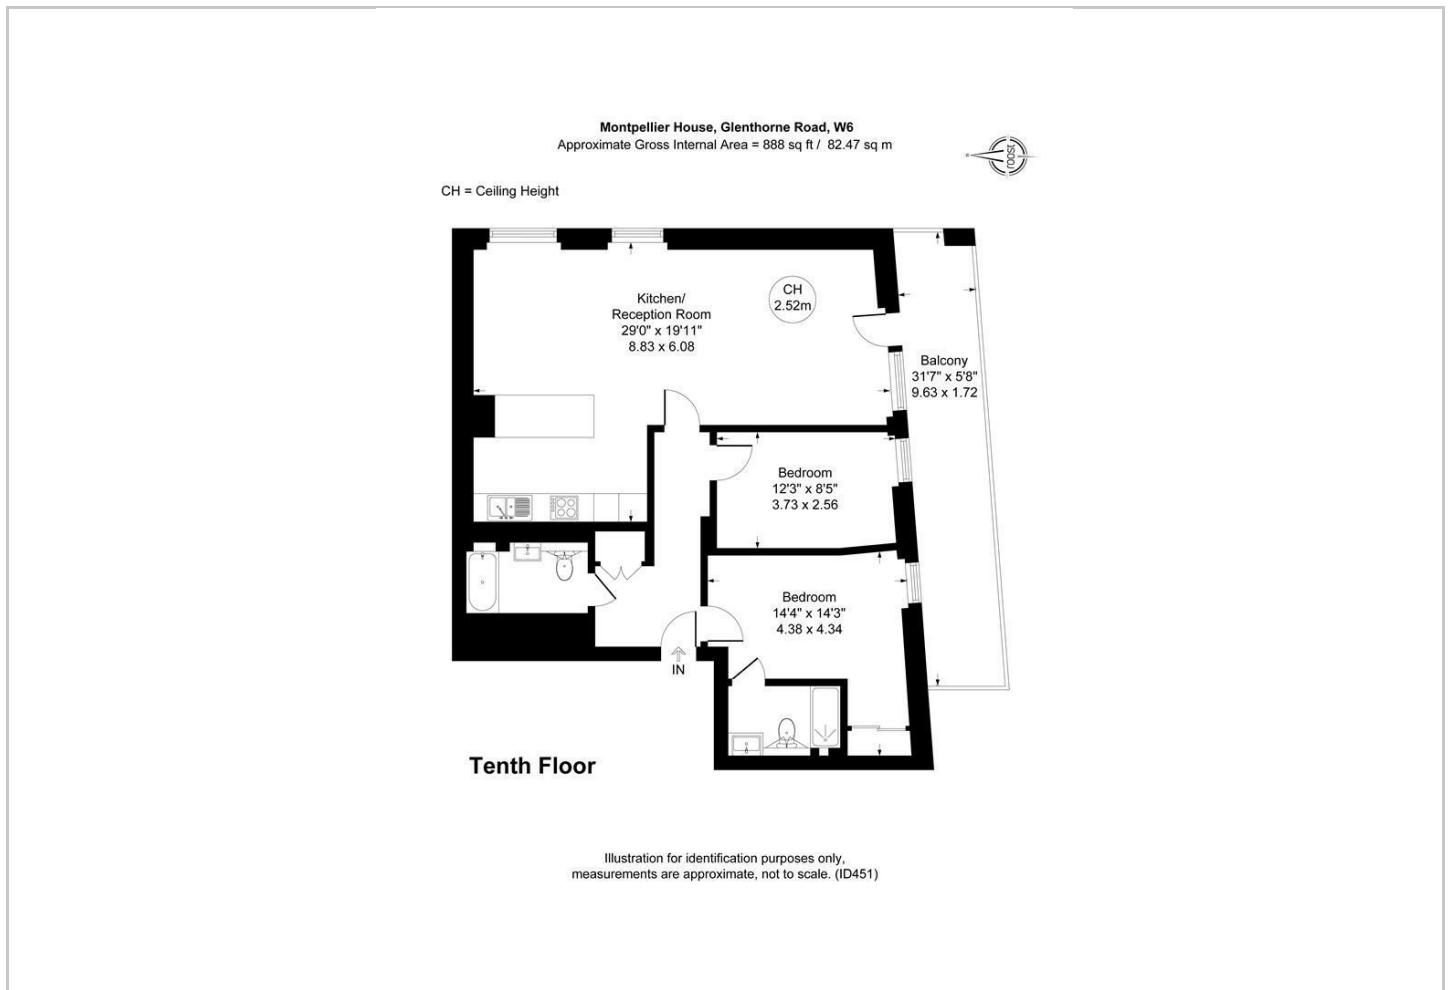 Montpellier House, Glenthorne Road, W6
Approximate Gross Internal Area = 888 sq ft / 82.47 sq m
CH = Ceiling Height
CH
2.52m
Kitchen/
Reception Room
29'0" x 19'11"
8.83 x 6.08
Balcony
31'7" x 5'8"
9.63 x 1.72
Bedroom
12'3" x 8'5"
3.73 x 2.56
Bedroom
14'4" x 14'3"
4.38 x 4.34
IN
Tenth Floor
Illustration for identification purposes only,
measurements are approximate, not to scale. (ID451)